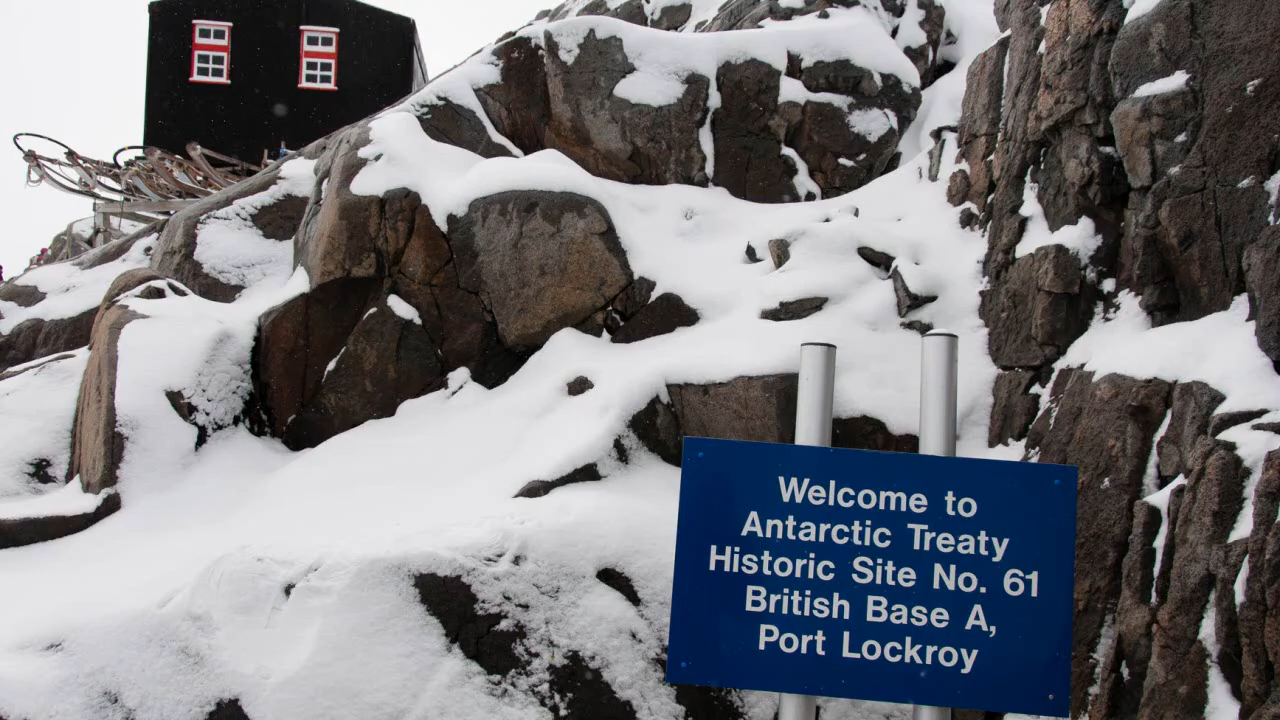 Welcome to
Antarctic Treaty
Historic Site No. 61
British Base A,
Port Lockroy